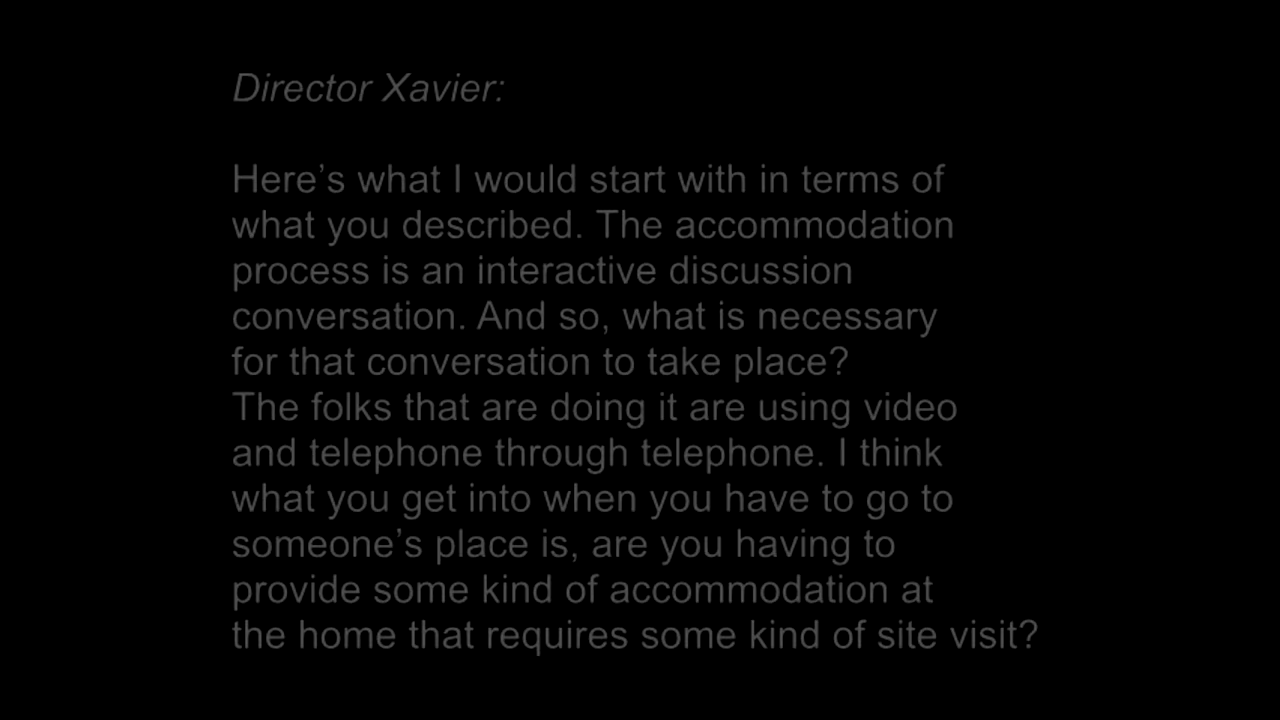 Director Xavier:
Here’s what I would start with in terms of
what you described. The accommodation
process is an interactive discussion
conversation. And so, what is necessary
for that conversation to take place?
The folks that are doing it are using video
and telephone through telephone. I think
what you get into when you have to go to
someone’s place is, are you having to
provide some kind of accommodation at
the home that requires some kind of site visit?